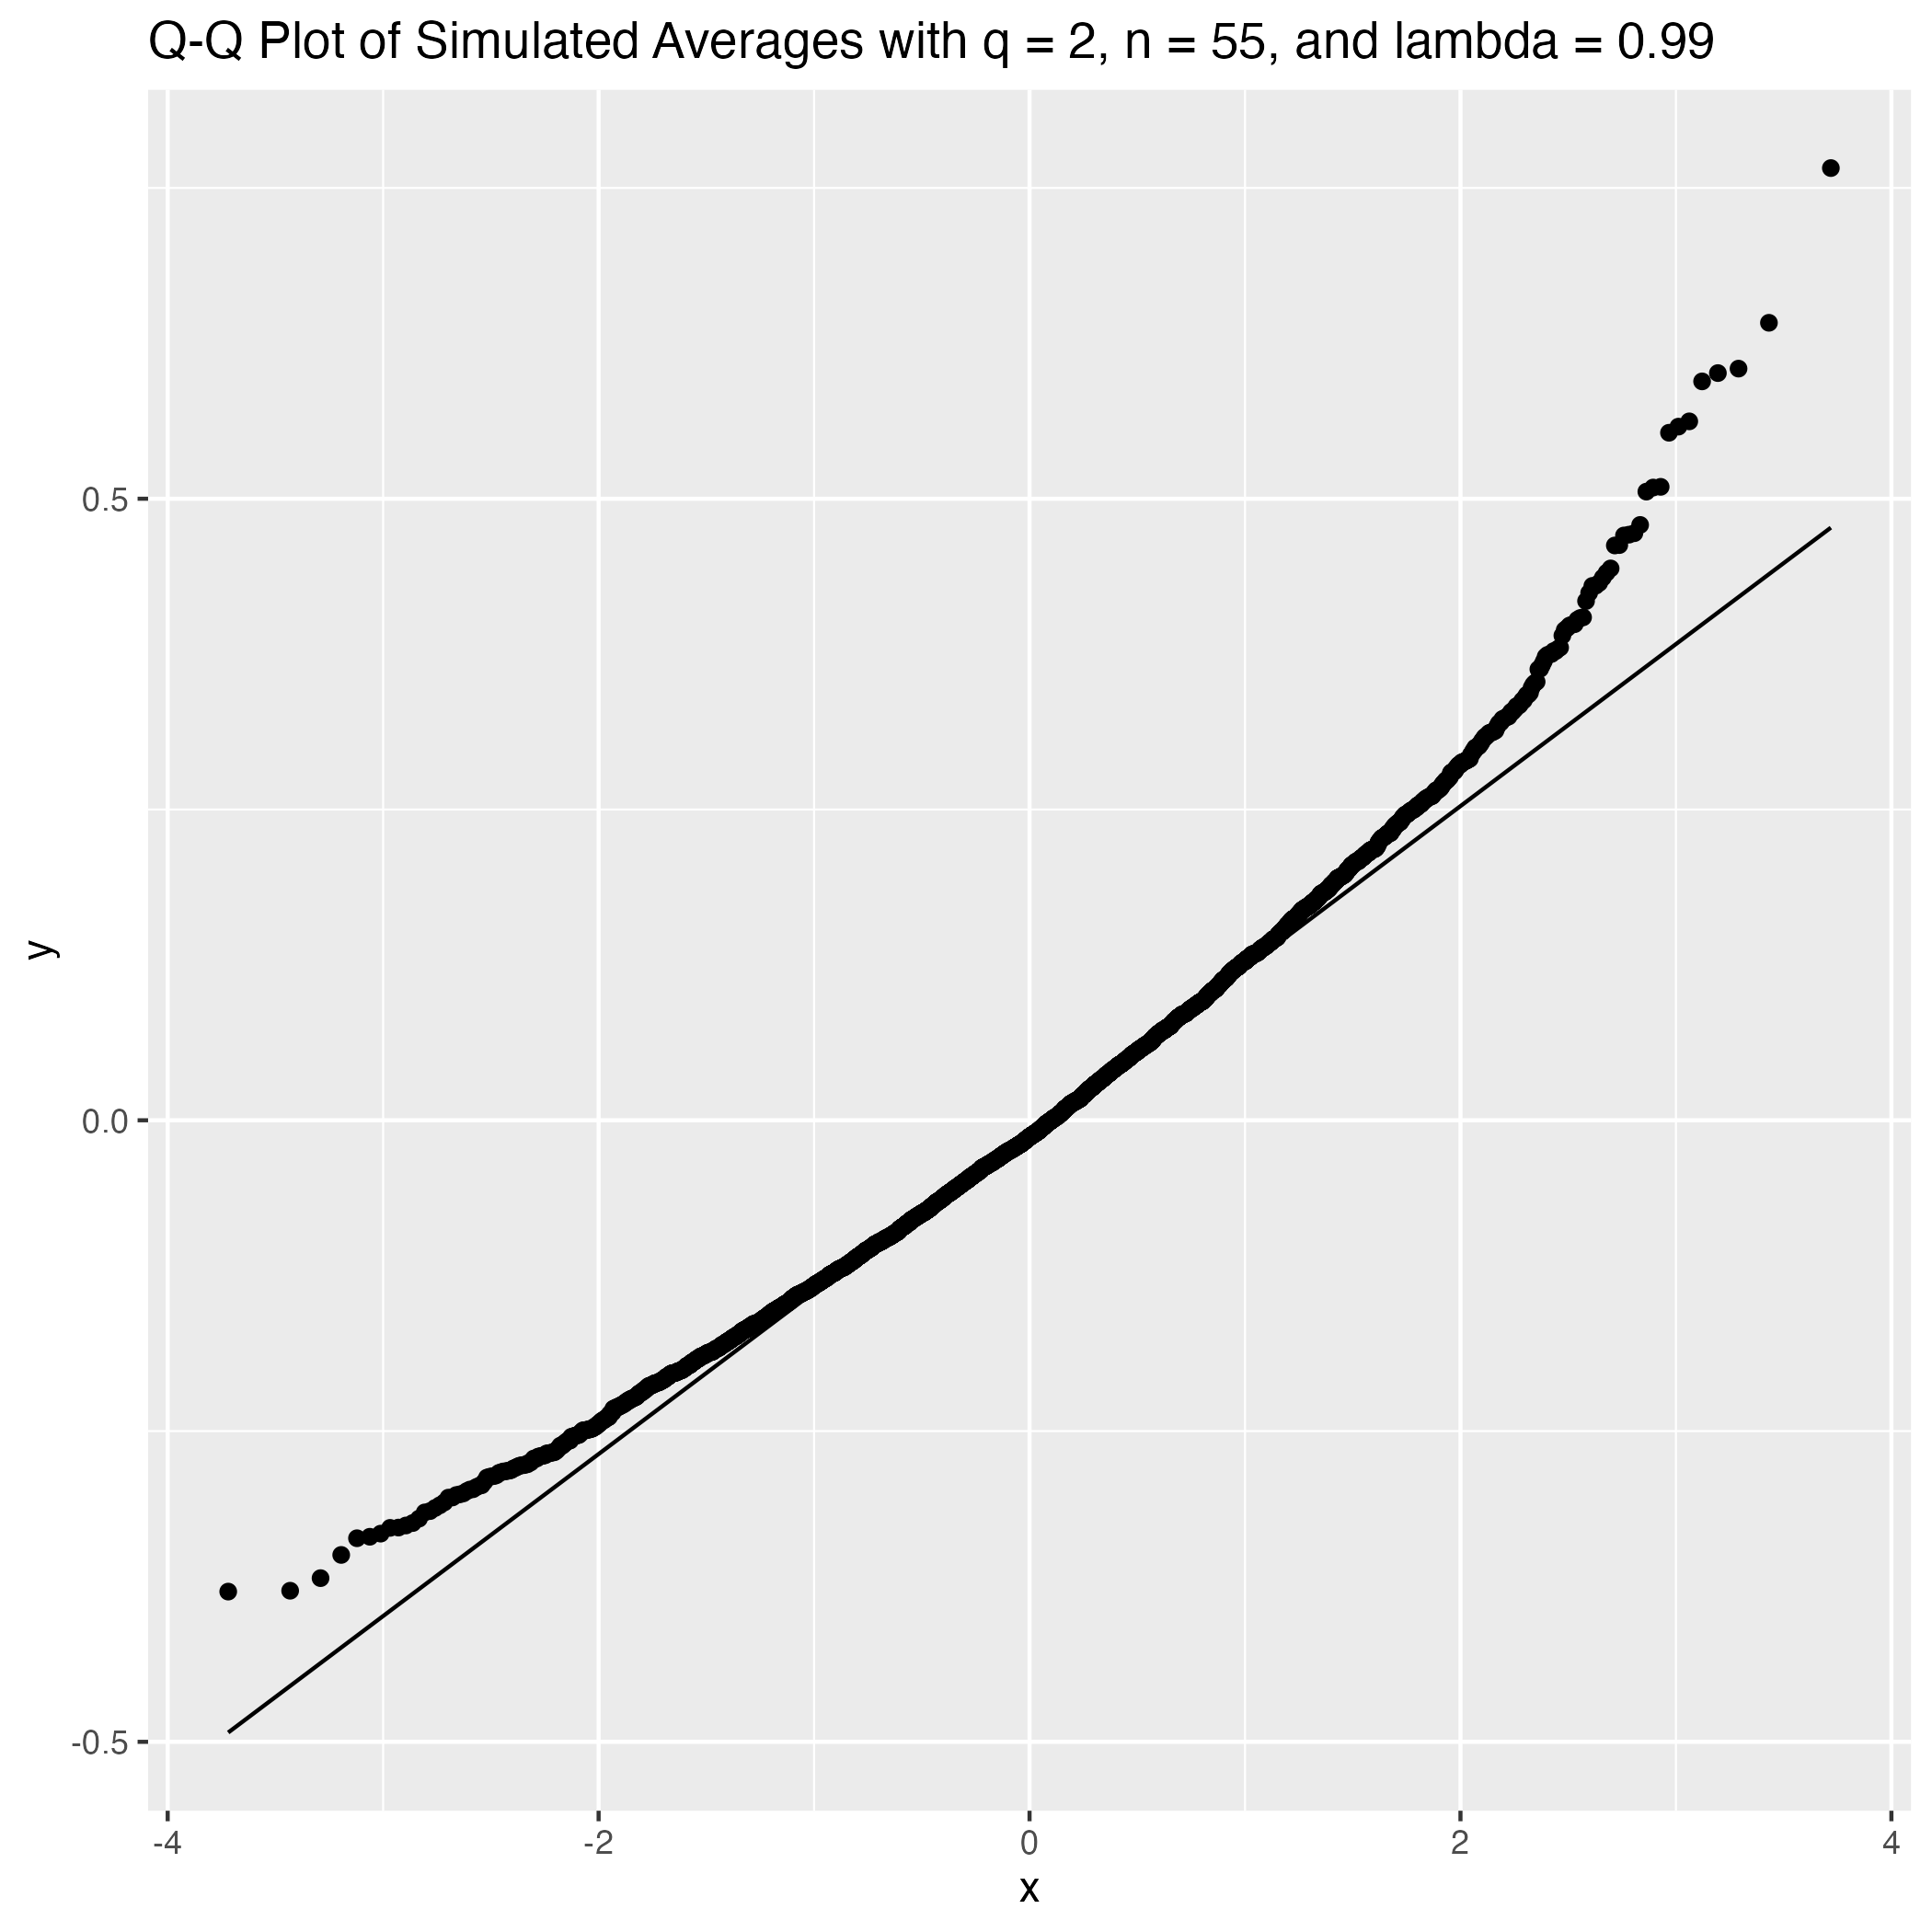 Q-Q Plot of Simulated Averages with q = 2, n = 55, and lambda = 0.99
0.5
0.0
-0.5
y
-4
-2
0
2
4
x